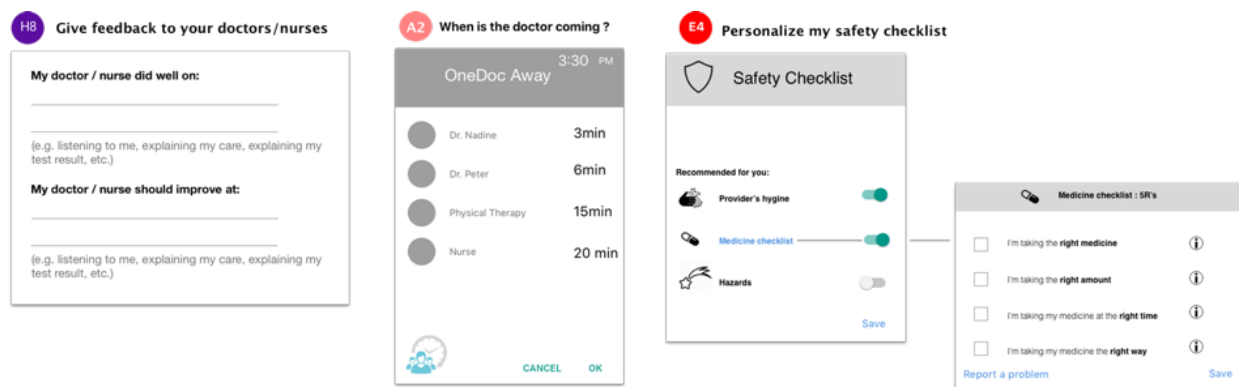 H8 Give feedback to your doctors/nurses
My doctor / nurse did well on:
(e.g. listening to me, explaining my care, explaining my
test result, etc.)
My doctor / nurse should improve at:
(e.g. listening to me, explaining my care, explaining my
test result, etc.)
A2 When is the doctor coming ?
3:30 PM
OneDoc Away
Dr. Nadine 3min
Dr. Peter 6min
Physical Therapy 15min
Nurse 20 min
CANCEL OK
E4 Personalize my safety checklist
Safety Checklist
Recommended for you:
Provider's hygine
Medicine checklist
Hazards
Save
Medicine checklist : 5R's
I'm taking the right medicine
I'm taking the right amount
I'm taking my medicine at the right time
I'm taking my medicine the right way
Report a problem Save